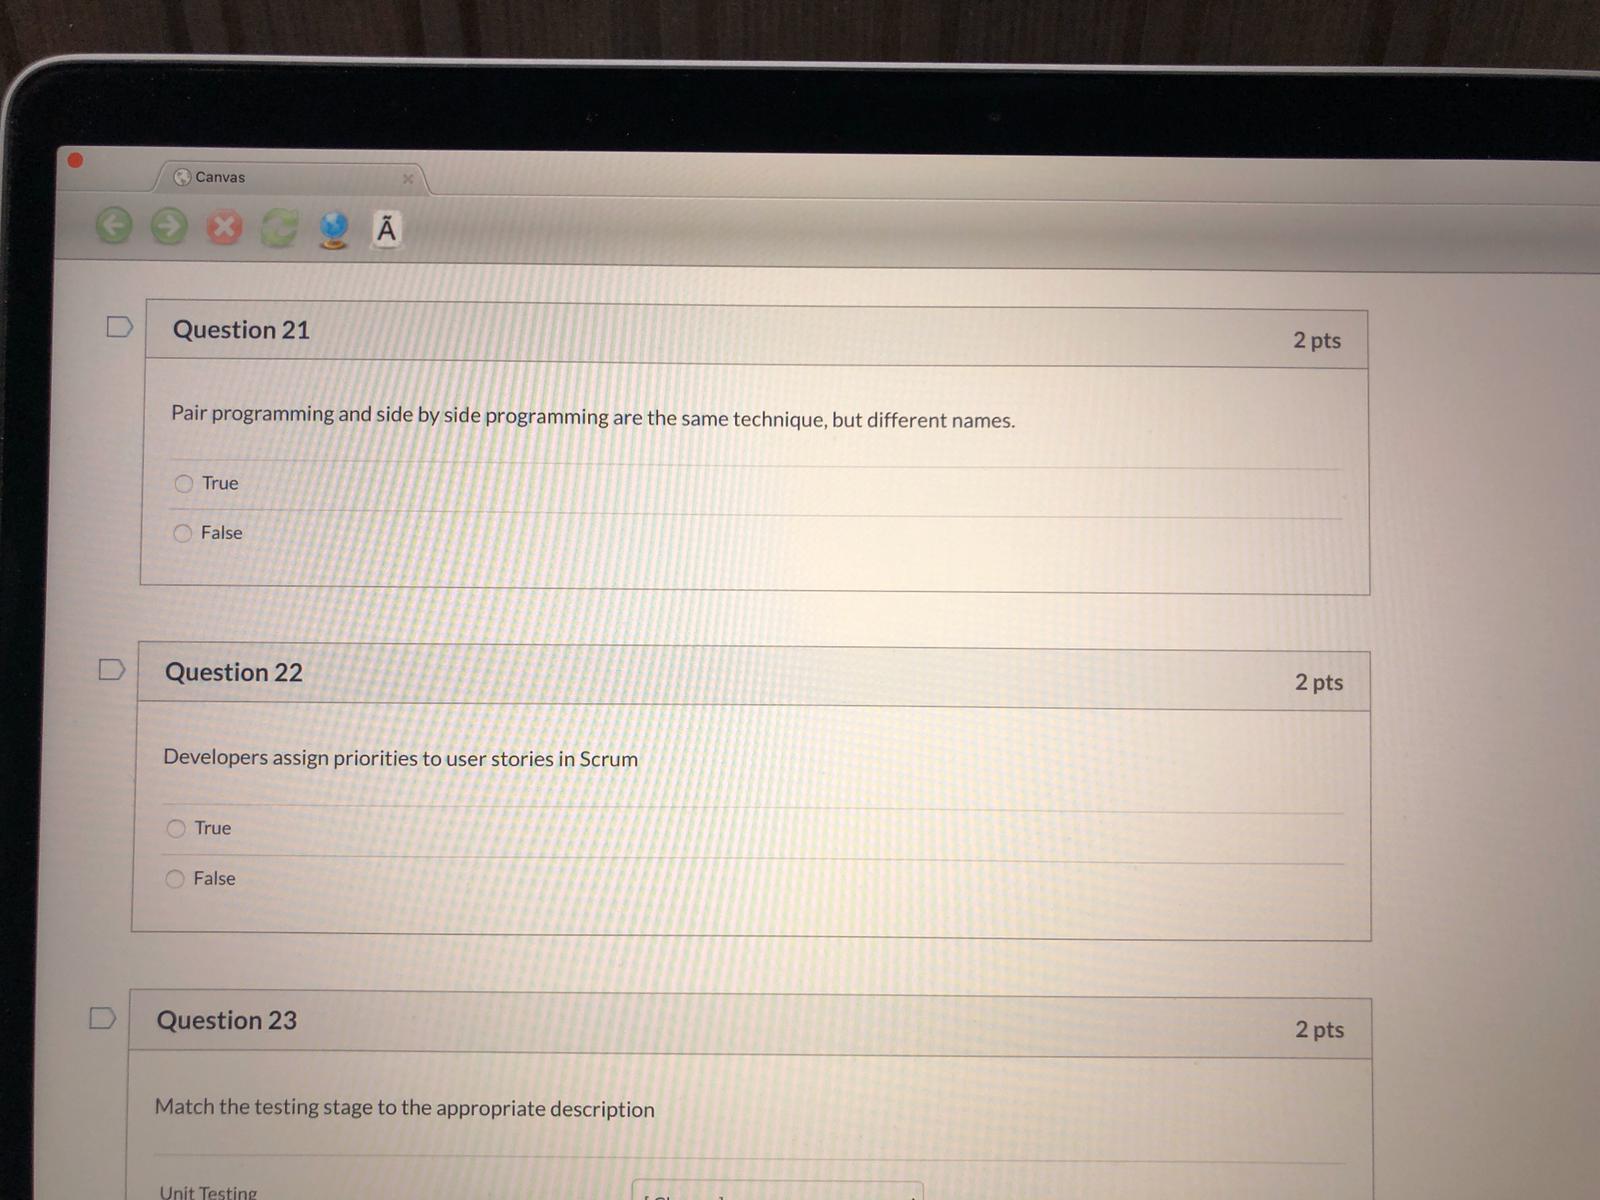 Canvas
Ã
Question 21
2 pts
Pair programming and side by side programming are the same technique, but different names.
True
False
Question 22
2 pts
Developers assign priorities to user stories in Scrum
True
False
Question 23
2 pts
Match the testing stage to the appropriate description
Unit Testing